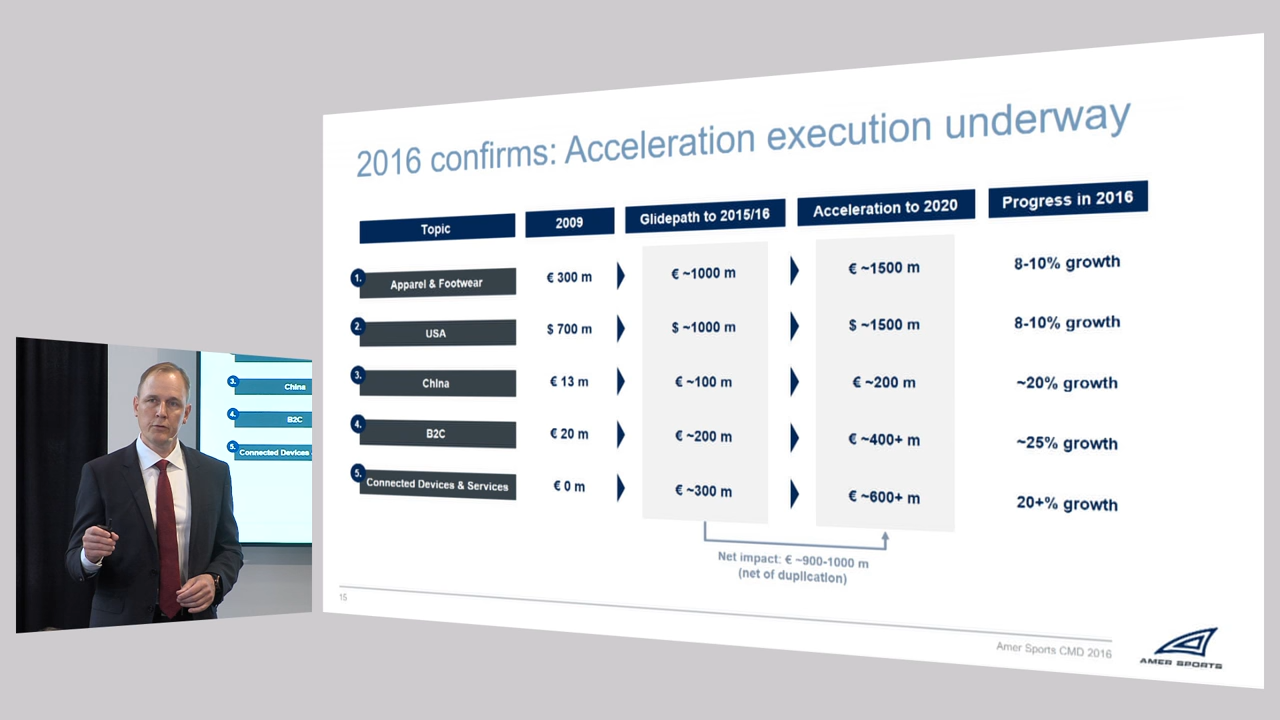 2016 confirms: Acceleration execution underway
Topic 2009 Glidepath to 2015/16 Acceleration to 2020 Progress in 2016
1. Apparel & Footwear € 300 m € ~1000 m € ~1500 m 8-10% growth
2. USA $ 700 m $ ~1000 m $ ~1500 m 8-10% growth
3. China € 13 m € ~100 m € ~200 m ~20% growth
4. B2C € 20 m € ~200 m € ~400+ m ~25% growth
5. Connected Devices & Services € 0 m € ~300 m € ~600+ m 20+% growth
Net impact: € ~900-1000 m
(net of duplication)
15
Amer Sports CMD 2016
AMER SPORTS
3. China
4. B2C
5. Connected Devices